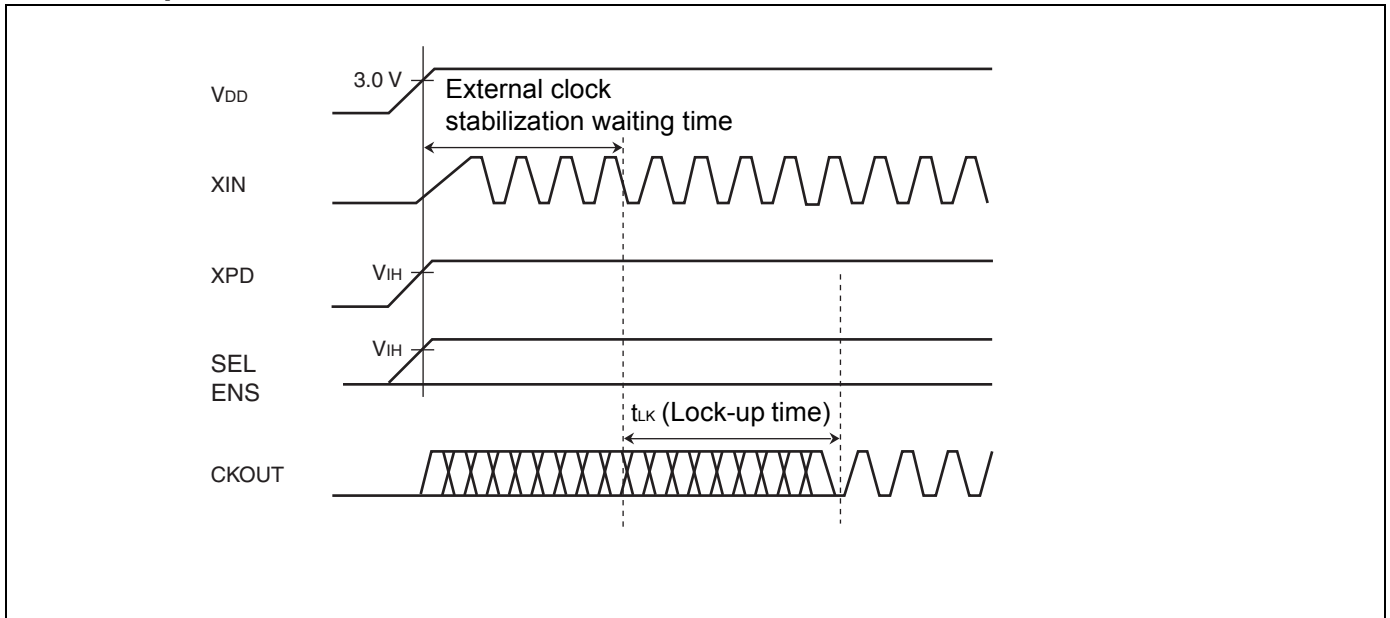 VDD
3.0 V
External clock
stabilization waiting time
XIN
XPD
VIH
SEL
ENS
VIH
tLK (Lock-up time)
CKOUT